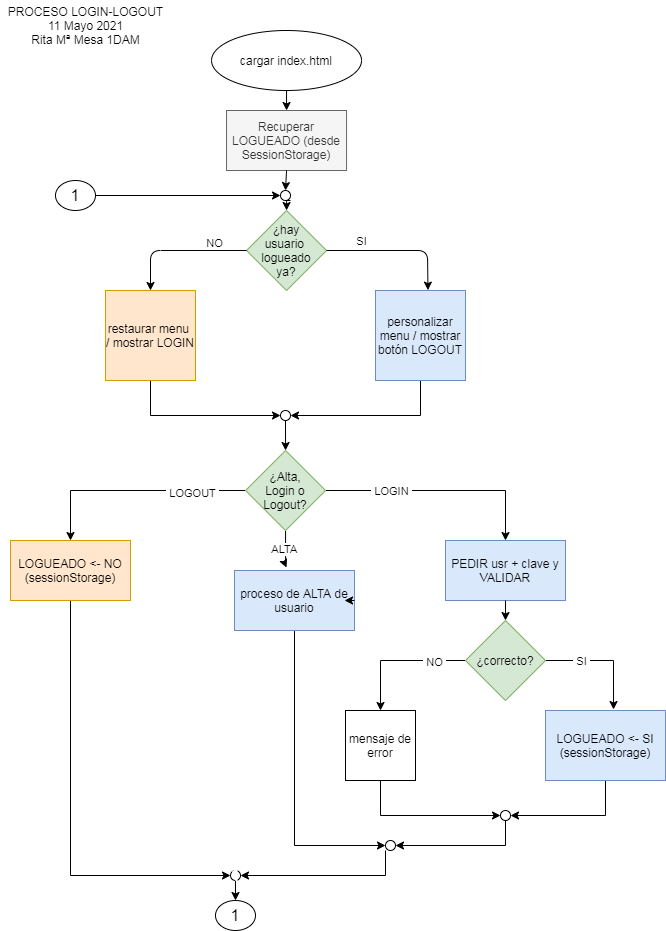 PROCESO LOGIN-LOGOUT
11 Mayo 2021
Rita Mª Mesa 1DAM
cargar index.html
Recuperar
LOGUEADO (desde
SessionStorage)
1
¿hay
usuario
logueado
ya?
NO
SI
restaurar menu
/ mostrar LOGIN
personalizar
menu / mostrar
botón LOGOUT
¿Alta,
Login o
Logout?
LOGOUT
LOGIN
ALTA
LOGUEADO <- NO
(sessionStorage)
proceso de ALTA de
usuario
PEDIR usr + clave y
VALIDAR
¿correcto?
NO
SI
mensaje de
error
LOGUEADO <- SI
(sessionStorage)
1